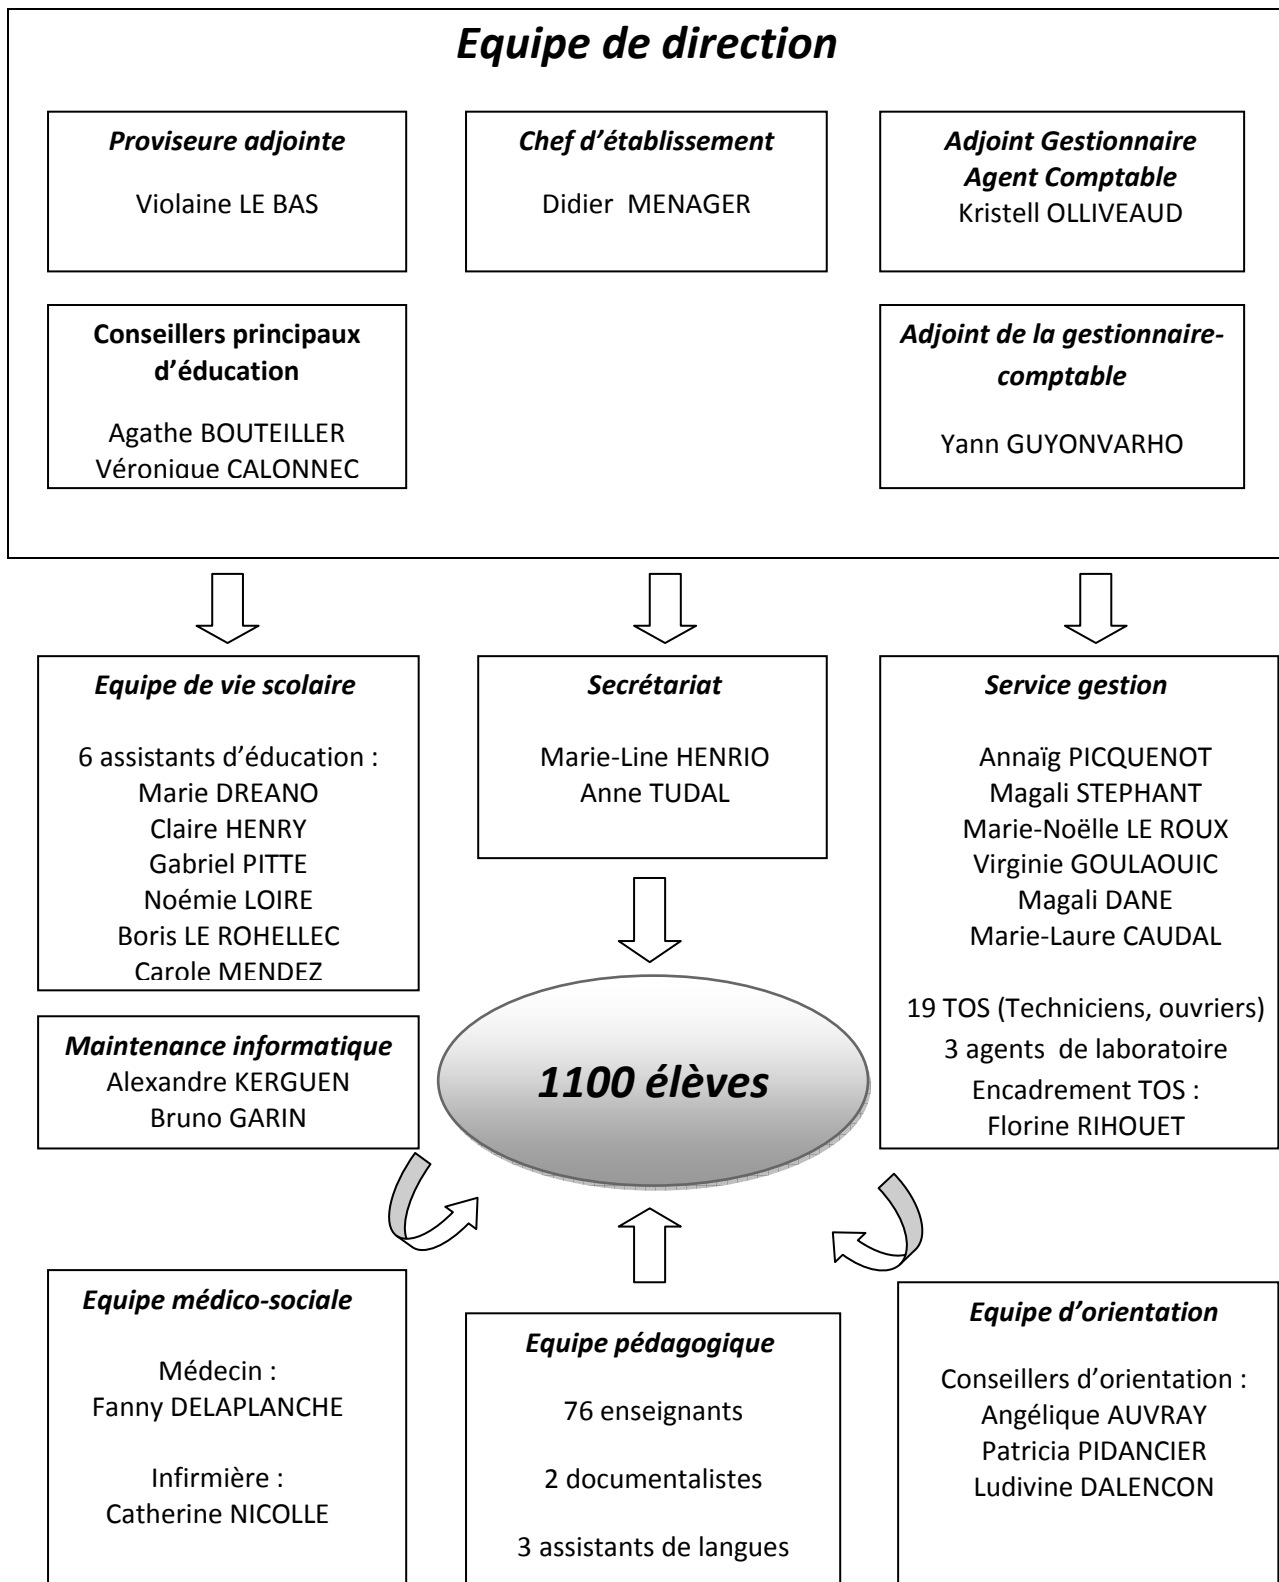 Equipe de direction
Proviseure adjointe
Violaine LE BAS
Chef d’établissement
Didier MENAGER
Adjoint Gestionnaire
Agent Comptable
Kristell OLLIVEAUD
Conseillers principaux
d’éducation
Agathe BOUTEILLER
Véronique CALONNEC
Adjoint de la gestionnaire-
comptable
Yann GUYONVARHO
Equipe de vie scolaire
6 assistants d’éducation :
Marie DREANO
Claire HENRY
Gabriel PITTE
Noémie LOIRE
Boris LE ROHELLEC
Carole MENDEZ
Secrétariat
Marie-Line HENRIO
Anne TUDAL
Service gestion
Annaïg PICQUENOT
Magali STEPHANT
Marie-Noëlle LE ROUX
Virginie GOULAOUIC
Magali DANE
Marie-Laure CAUDAL
19 TOS (Techniciens, ouvriers)
3 agents de laboratoire
Encadrement TOS :
Florine RIHOUET
Maintenance informatique
Alexandre KERGUEN
Bruno GARIN
1100 élèves
Equipe médico-sociale
Médecin :
Fanny DELAPLANCHE
Infirmière :
Catherine NICOLLE
Equipe pédagogique
76 enseignants
2 documentalistes
3 assistants de langues
Equipe d’orientation
Conseillers d’orientation :
Angélique AUVRAY
Patricia PIDANCIER
Ludivine DALENCON